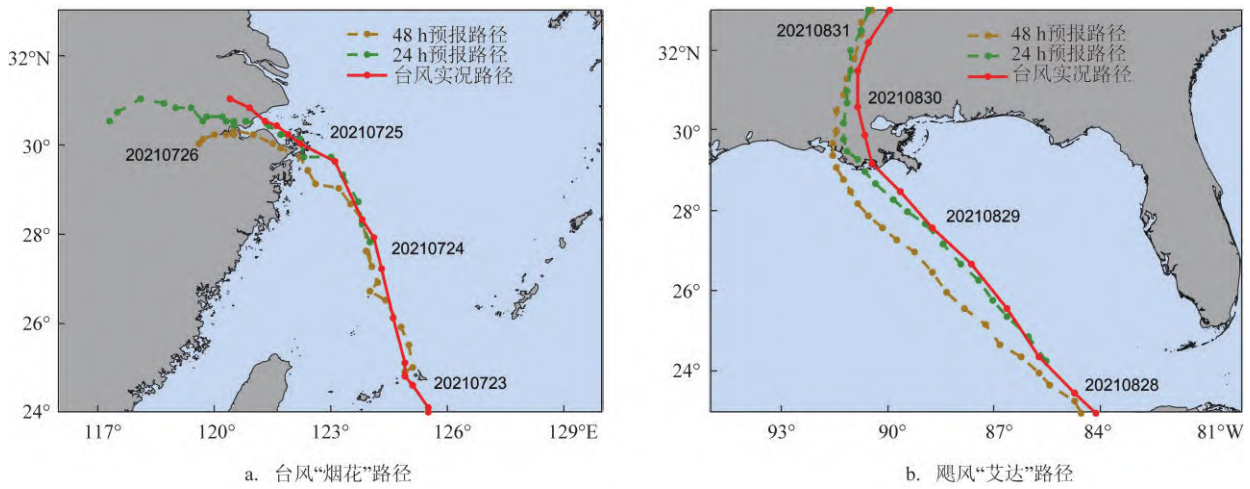 32°N
30°
28°
26°
24°
117°
120°
123°
126°
129°E
48 h预报路径
24 h预报路径
台风实况路径
20210725
20210726
20210724
20210723
a. 台风“烟花”路径
32°N
30°
28°
26°
24°
93°
90°
87°
84°
81°W
20210831
48 h预报路径
24 h预报路径
台风实况路径
20210830
20210829
20210828
b. 飓风“艾达”路径